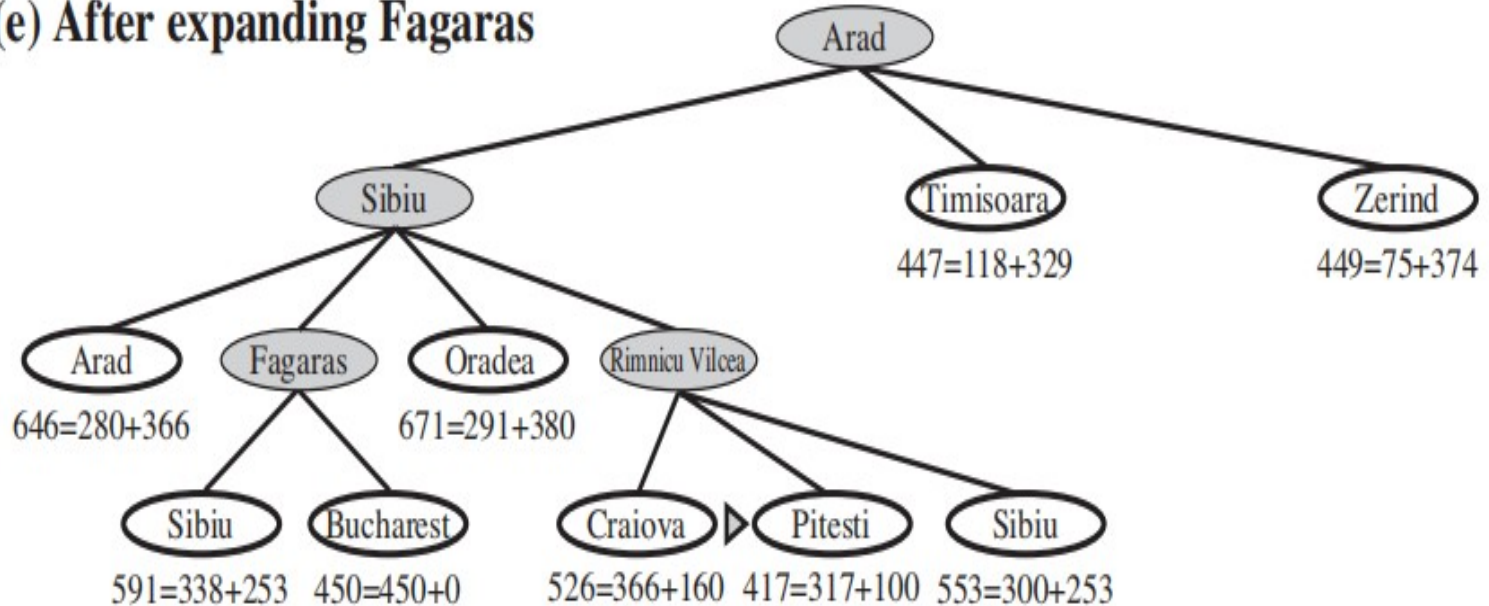 (e) After expanding Fagaras
Arad
Sibiu
Timisoara
Zerind
447=118+329
449=75+374
Arad
Fagaras
Oradea
Rimnicu Vilcea
646=280+366
671=291+380
Sibiu
Bucharest
Craiova
Pitesti
Sibiu
591=338+253
450=450+0
526=366+160
417=317+100
553=300+253